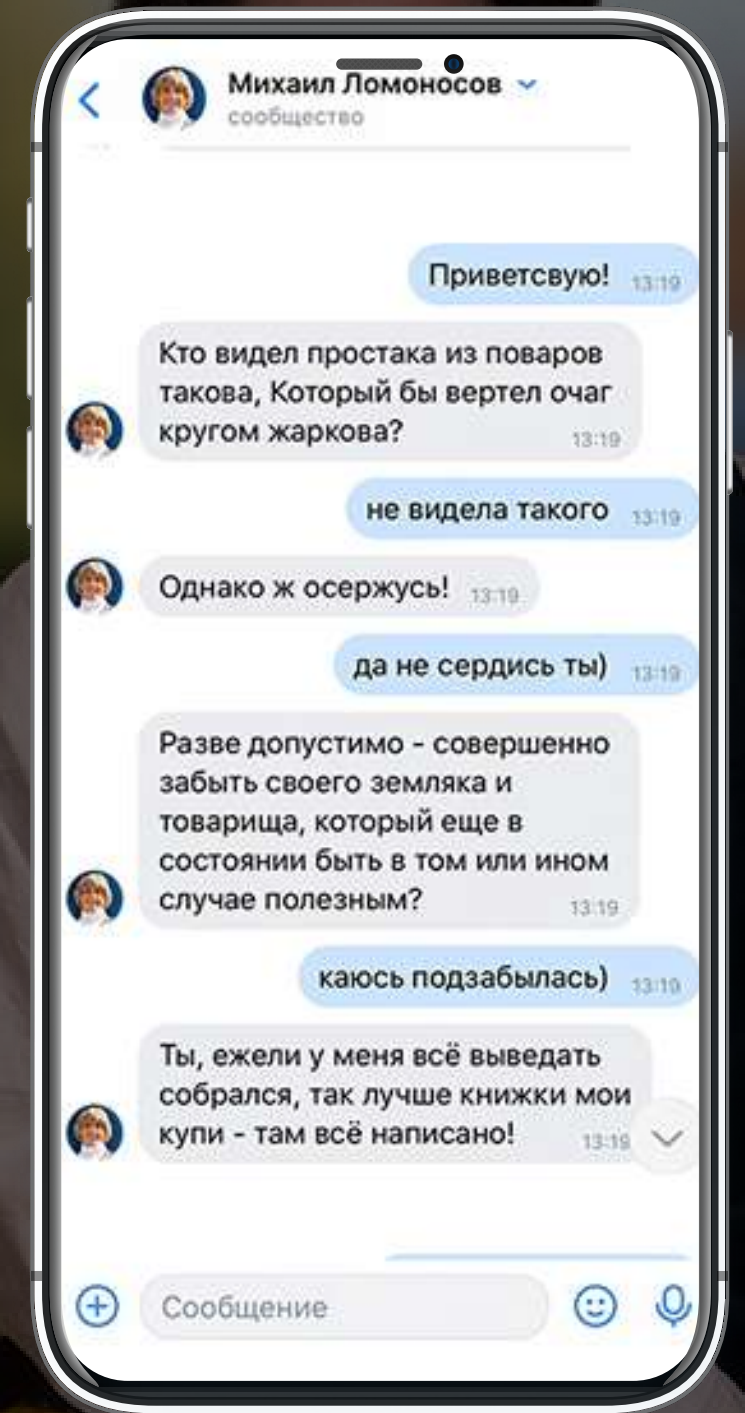 Михаил Ломоносов
сообщество
Приветсвую! 13:19
Кто видел простака из поваров
такова, Который бы вертел очаг
кругом жаркова? 13:19
не видела такого 13:19
Однако ж осержусь! 13:19
да не сердись ты) 13:19
Разве допустимо - совершенно
забыть своего земляка и
товарища, который еще в
состоянии быть в том или ином
случае полезным? 13:19
каюсь подзабылась) 13:19
Ты, ежели у меня всё выведать
собрался, так лучше книжки мои
купи - там всё написано! 13:19
Сообщение